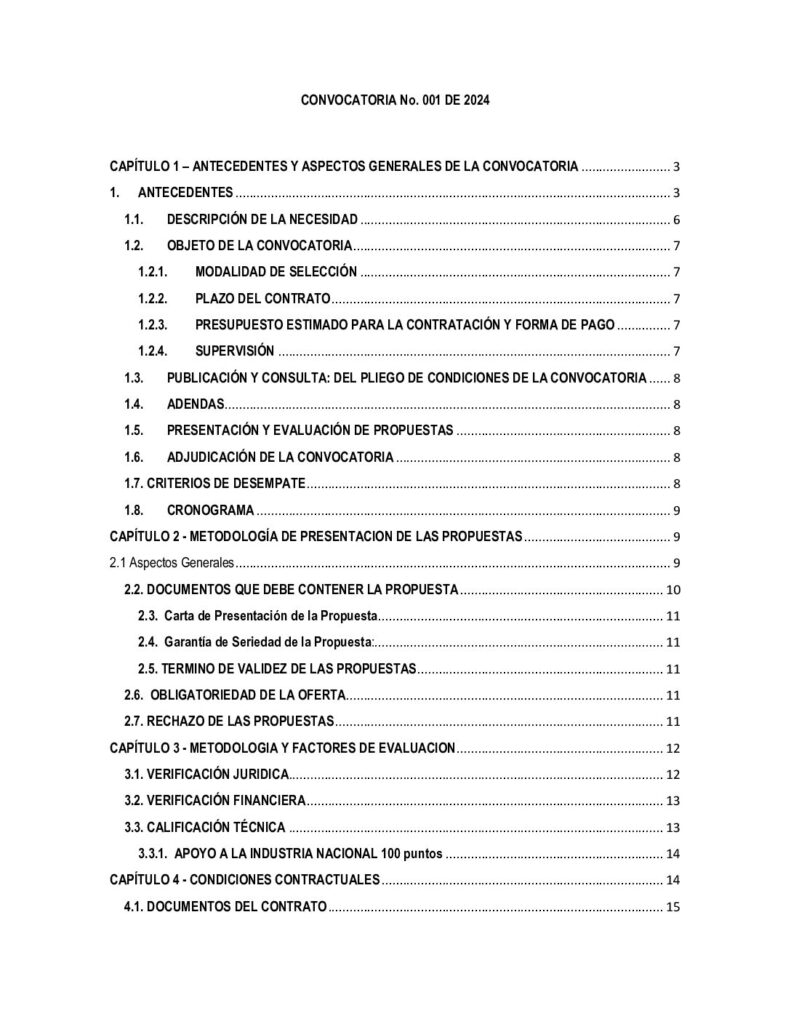 CONVOCATORIA No. 001 DE 2024
CAPÍTULO 1 – ANTECEDENTES Y ASPECTOS GENERALES DE LA CONVOCATORIA ......................... 3
1. ANTECEDENTES ......................... 3
1.1. DESCRIPCIÓN DE LA NECESIDAD ......................... 6
1.2. OBJETO DE LA CONVOCATORIA ......................... 7
1.2.1. MODALIDAD DE SELECCIÓN ......................... 7
1.2.2. PLAZO DEL CONTRATO ......................... 7
1.2.3. PRESUPUESTO ESTIMADO PARA LA CONTRATACIÓN Y FORMA DE PAGO ............... 7
1.2.4. SUPERVISIÓN ......................... 7
1.3. PUBLICACIÓN Y CONSULTA: DEL PLIEGO DE CONDICIONES DE LA CONVOCATORIA ...... 8
1.4. ADENDAS ......................... 8
1.5. PRESENTACIÓN Y EVALUACIÓN DE PROPUESTAS ......................... 8
1.6. ADJUDICACIÓN DE LA CONVOCATORIA ......................... 8
1.7. CRITERIOS DE DESEMPATE ......................... 8
1.8. CRONOGRAMA ......................... 9
CAPÍTULO 2 - METODOLOGÍA DE PRESENTACION DE LAS PROPUESTAS ......................... 9
2.1 Aspectos Generales ......................... 9
2.2. DOCUMENTOS QUE DEBE CONTENER LA PROPUESTA ......................... 10
2.3. Carta de Presentación de la Propuesta ......................... 11
2.4. Garantía de Seriedad de la Propuesta: ......................... 11
2.5. TERMINO DE VALIDEZ DE LAS PROPUESTAS ......................... 11
2.6. OBLIGATORIEDAD DE LA OFERTA ......................... 11
2.7. RECHAZO DE LAS PROPUESTAS ......................... 11
CAPÍTULO 3 - METODOLOGIA Y FACTORES DE EVALUACION ......................... 12
3.1. VERIFICACIÓN JURIDICA ......................... 12
3.2. VERIFICACIÓN FINANCIERA ......................... 13
3.3. CALIFICACIÓN TÉCNICA ......................... 13
3.3.1. APOYO A LA INDUSTRIA NACIONAL 100 puntos ......................... 14
CAPÍTULO 4 - CONDICIONES CONTRACTUALES ......................... 14
4.1. DOCUMENTOS DEL CONTRATO ......................... 15